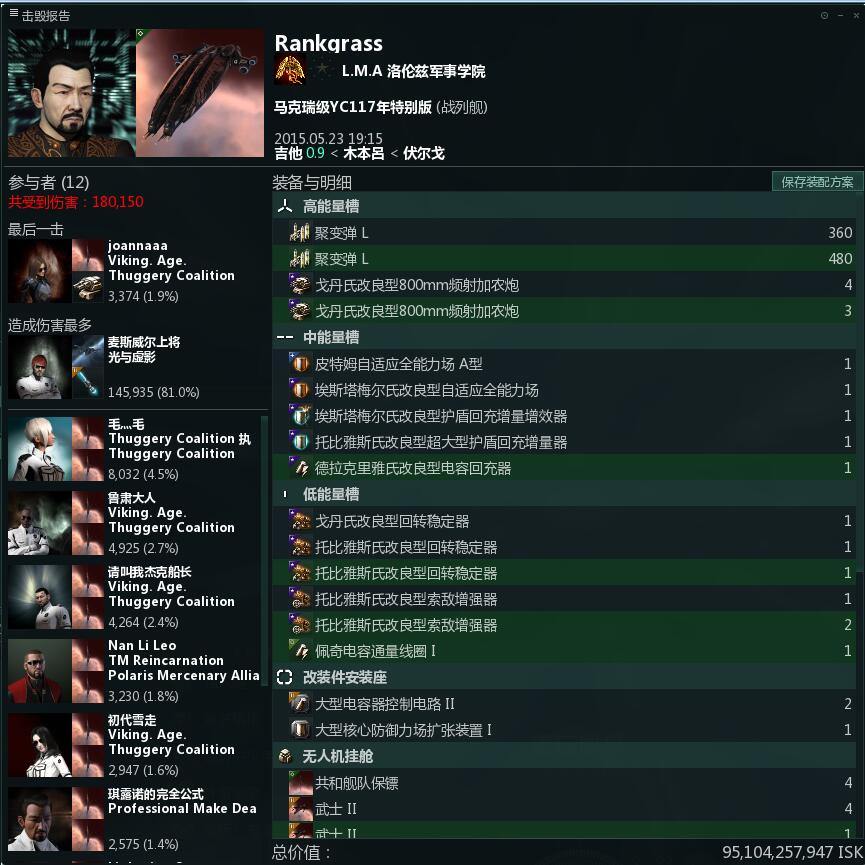 击毁报告
Rankgrass
L.M.A 洛伦兹军事学院
马克瑞级YC117年特别版 (战列舰)
2015.05.23 19:15
吉他 0.9 < 木本吕 < 伏尔戈
参与者 (12)
共受到伤害：180,150
最后一击
joannaaa
Viking. Age.
Thuggery Coalition
3,374 (1.9%)
造成伤害最多
麦斯威尔上将
光与虚影
145,935 (81.0%)
毛灬毛
Thuggery Coalition 执
Thuggery Coalition
8,032 (4.5%)
鲁肃大人
Viking. Age.
Thuggery Coalition
4,925 (2.7%)
请叫我杰克船长
Viking. Age.
Thuggery Coalition
4,264 (2.4%)
Nan Li Leo
TM Reincarnation
Polaris Mercenary Allia
3,230 (1.8%)
初代雪走
Viking. Age.
Thuggery Coalition
2,947 (1.6%)
琪露诺的完全公式
Professional Make Dea
2,575 (1.4%)
装备与明细
保存装配方案
高能量槽
聚变弹 L 360
聚变弹 L 480
戈丹氏改良型800mm频射加农炮 4
戈丹氏改良型800mm频射加农炮 3
中能量槽
皮特姆自适应全能力场 A型 1
埃斯塔梅尔氏改良型自适应全能力场 1
埃斯塔梅尔氏改良型护盾回充增量增效器 1
托比雅斯氏改良型超大型护盾回充增量器 1
德拉克里雅氏改良型电容回充器 1
低能量槽
戈丹氏改良型回转稳定器 1
托比雅斯氏改良型回转稳定器 1
托比雅斯氏改良型回转稳定器 1
托比雅斯氏改良型索敌增强器 1
托比雅斯氏改良型索敌增强器 2
佩奇电容通量线圈 I 1
改装件安装座
大型电容器控制电路 II 2
大型核心防御力场扩张装置 I 1
无人机挂舱
共和舰队保镖 4
武士 II 4
武士 II 1
总价值： 95,104,257,947 ISK